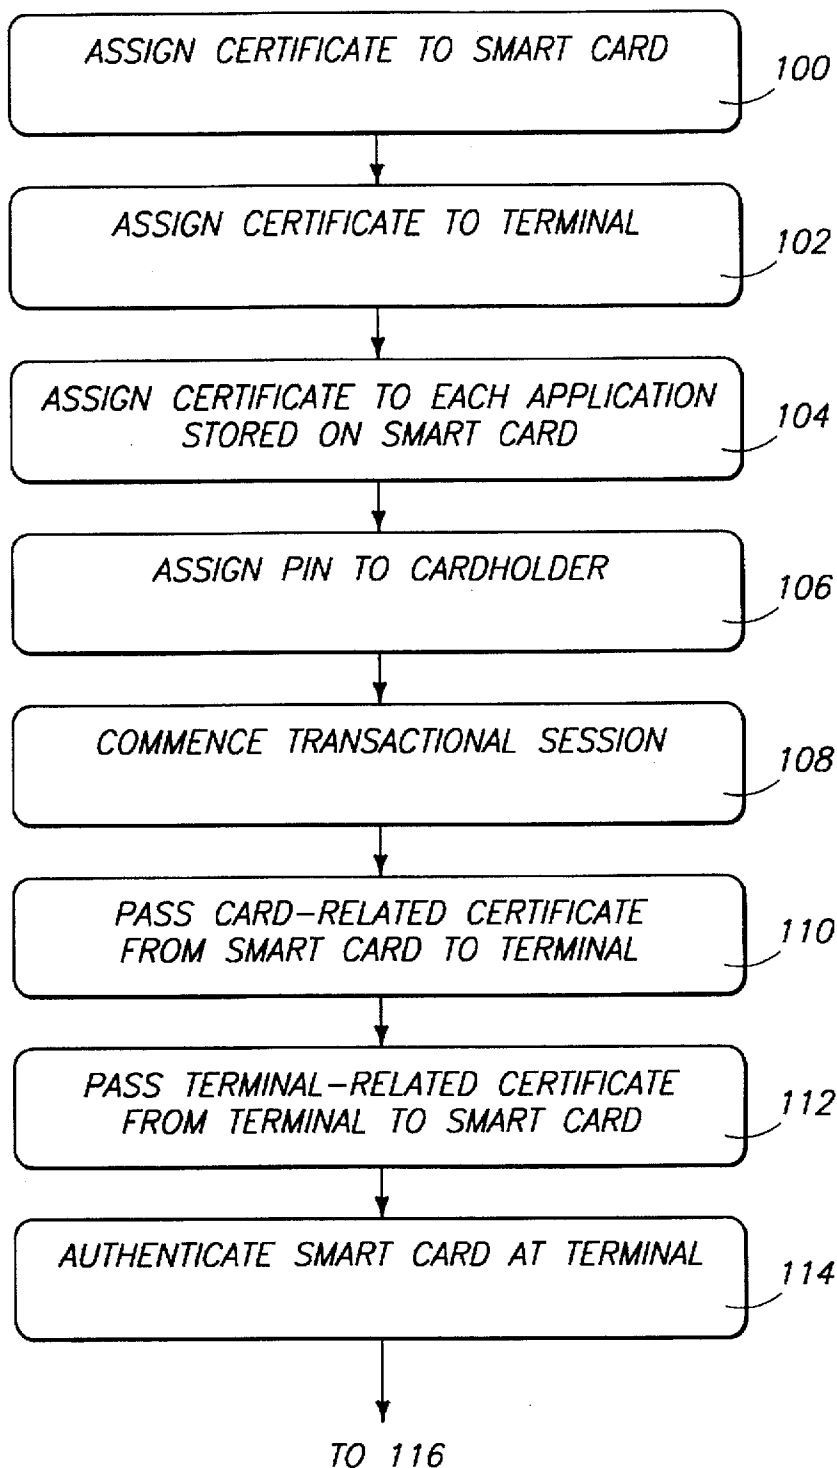 ASSIGN CERTIFICATE TO SMART CARD
100
ASSIGN CERTIFICATE TO TERMINAL
102
ASSIGN CERTIFICATE TO EACH APPLICATION
STORED ON SMART CARD
104
ASSIGN PIN TO CARDHOLDER
106
COMMENCE TRANSACTIONAL SESSION
108
PASS CARD-RELATED CERTIFICATE
FROM SMART CARD TO TERMINAL
110
PASS TERMINAL-RELATED CERTIFICATE
FROM TERMINAL TO SMART CARD
112
AUTHENTICATE SMART CARD AT TERMINAL
114
TO 116